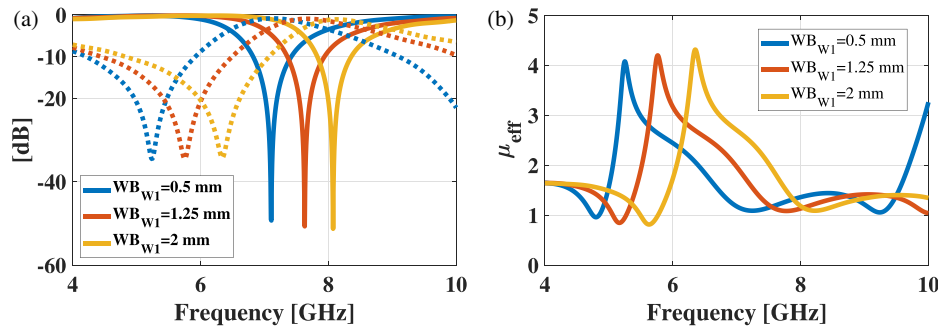 (a)
0
-10
-20
-40
-60
[dB]
WB_W1=0.5 mm
WB_W1=1.25 mm
WB_W1=2 mm
4
6
8
10
Frequency [GHz]
(b)
5
4
3
2
1
0
μ_eff
WB_W1=0.5 mm
WB_W1=1.25 mm
WB_W1=2 mm
4
6
8
10
Frequency [GHz]